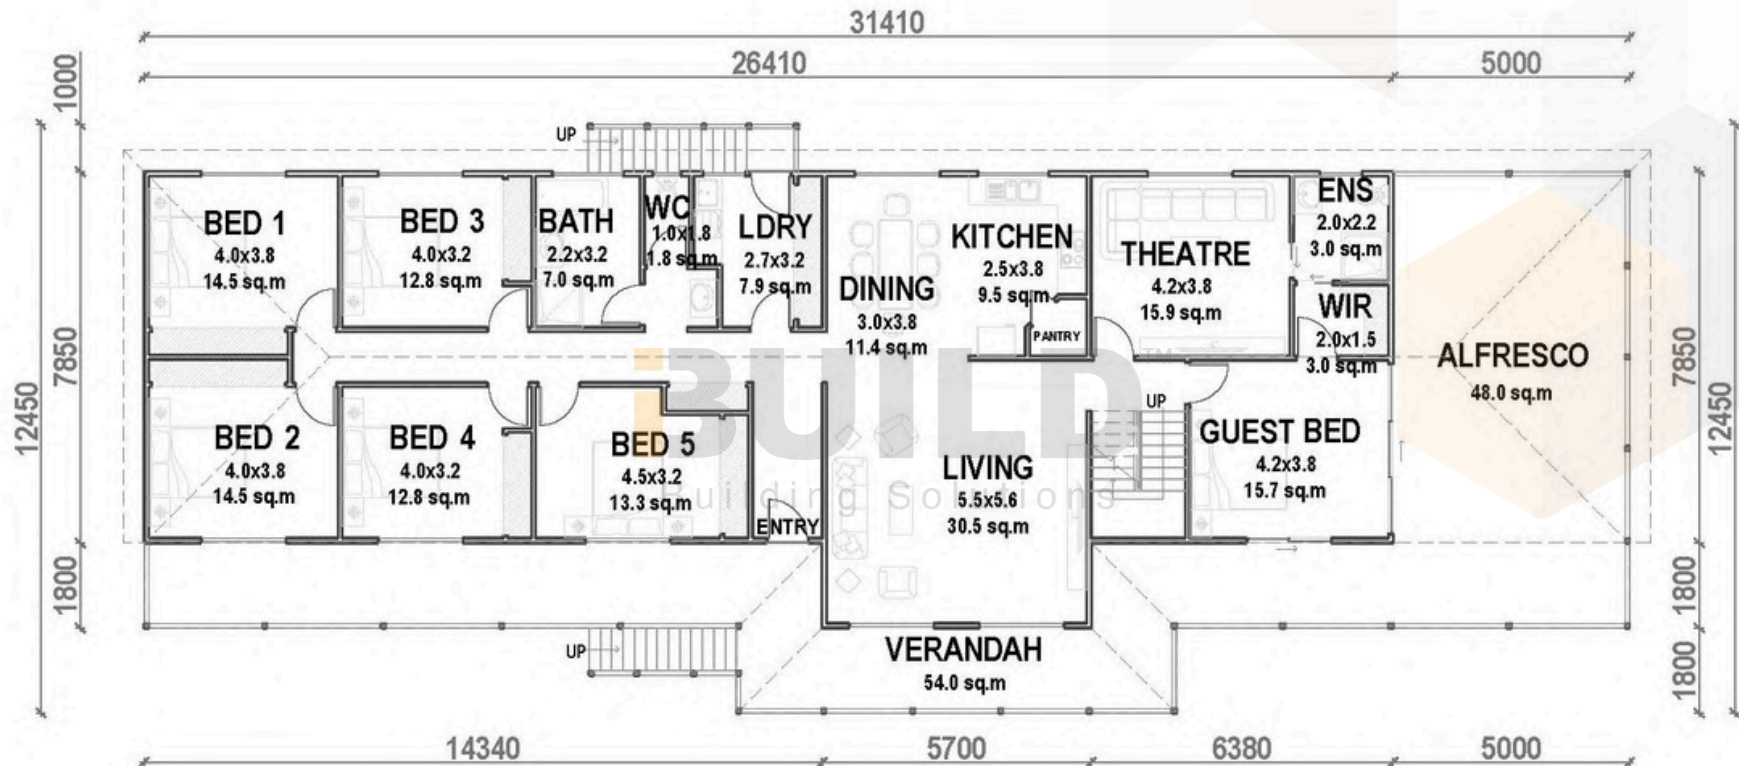 31410
26410
5000
1000
7850
1800
12450
UP
BED 1
4.0x3.8
14.5 sq.m
BED 3
4.0x3.2
12.8 sq.m
BATH
2.2x3.2
7.0 sq.m
WC
1.0x1.8
1.8 sq.m
LDRY
2.7x3.2
7.9 sq.m
DINING
3.0x3.8
11.4 sq.m
KITCHEN
2.5x3.8
9.5 sq.m
PANTRY
THEATRE
4.2x3.8
15.9 sq.m
ENS
2.0x2.2
3.0 sq.m
WIR
2.0x1.5
3.0 sq.m
ALFRESCO
48.0 sq.m
7850
12450
1800
1800
BED 2
4.0x3.8
14.5 sq.m
BED 4
4.0x3.2
12.8 sq.m
BED 5
4.5x3.2
13.3 sq.m
ENTRY
LIVING
5.5x5.6
30.5 sq.m
UP
GUEST BED
4.2x3.8
15.7 sq.m
iBUILD™
Building Solutions
UP
VERANDAH
54.0 sq.m
14340
5700
6380
5000